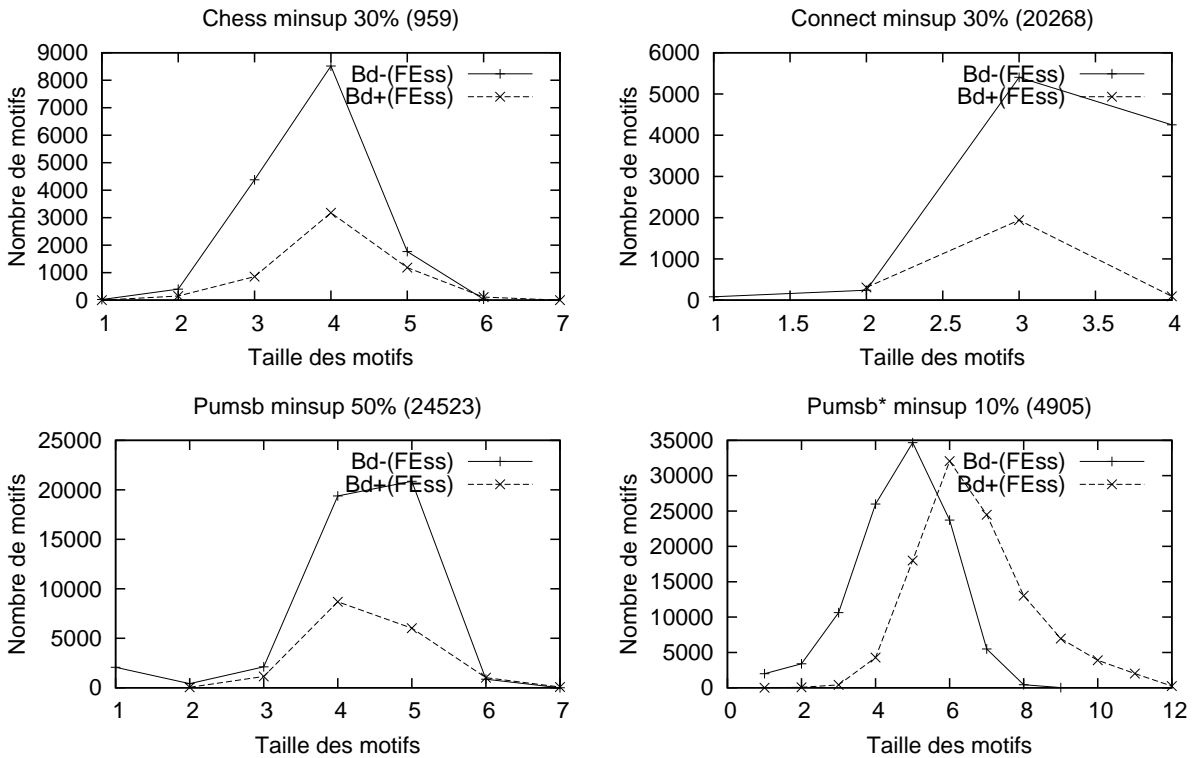 Chess minsup 30% (959)
Nombre de motifs
9000
8000
7000
6000
5000
4000
3000
2000
1000
0
Bd-(FEss)
Bd+(FEss)
1 2 3 4 5 6 7
Taille des motifs
Connect minsup 30% (20268)
Nombre de motifs
6000
5000
4000
3000
2000
1000
0
Bd-(FEss)
Bd+(FEss)
1 1.5 2 2.5 3 3.5 4
Taille des motifs
Pumsb minsup 50% (24523)
Nombre de motifs
25000
20000
15000
10000
5000
0
Bd-(FEss)
Bd+(FEss)
1 2 3 4 5 6 7
Taille des motifs
Pumsb* minsup 10% (4905)
Nombre de motifs
35000
30000
25000
20000
15000
10000
5000
0
Bd-(FEss)
Bd+(FEss)
0 2 4 6 8 10 12
Taille des motifs